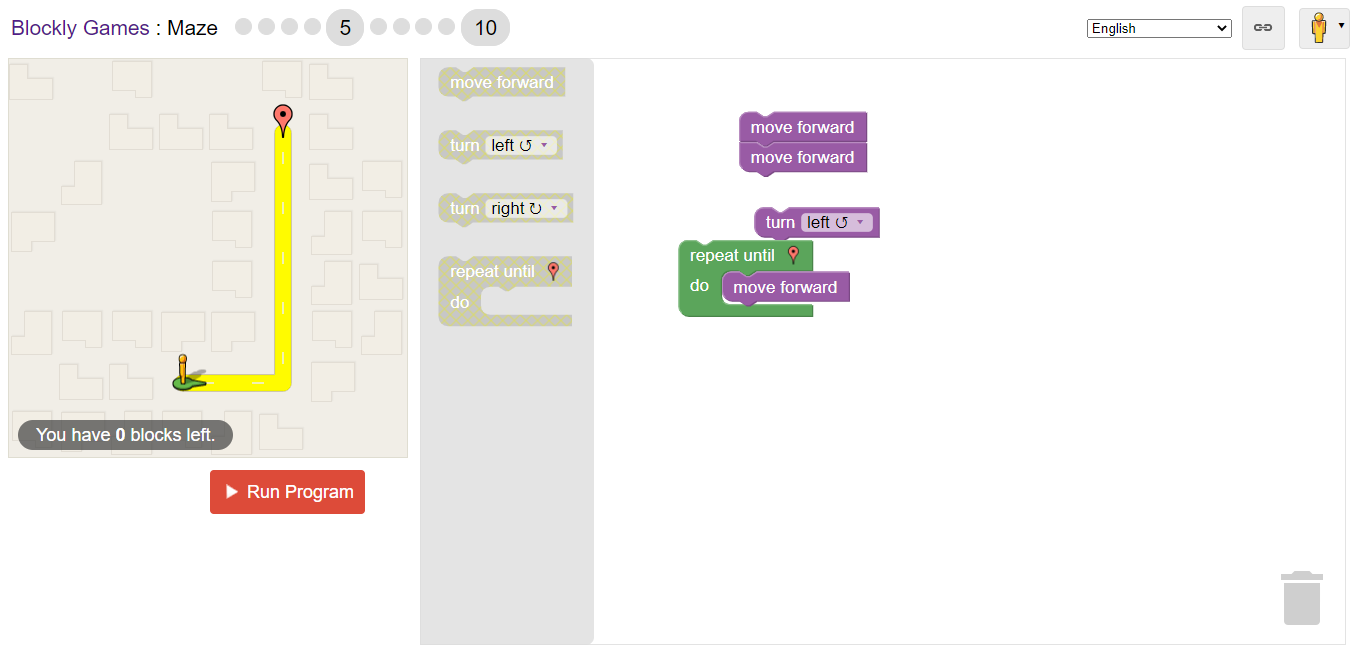 Blockly Games : Maze 5 10 English
move forward
turn left ↺
turn right ↻
repeat until
do
move forward
move forward
turn left ↺
repeat until
do move forward
You have 0 blocks left.
Run Program